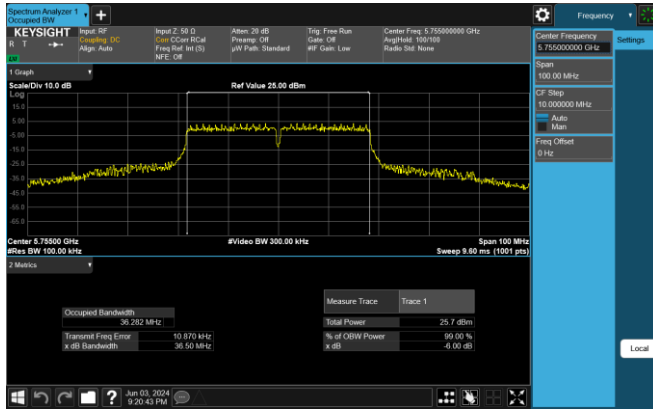 Spectrum Analyzer 1
Occupied BW
Frequency
KEYSIGHT
R T
Input: RF
Coupling: DC
Align: Auto
Input Z: 50 Ω
Corr CCorr RCal
Freq Ref: Int (S)
NFE: Off
Atten: 20 dB
Preamp: Off
µW Path: Standard
Trig: Free Run
Gate: Off
#IF Gain: Low
Center Freq: 5.755000000 GHz
Avg|Hold: 100/100
Radio Std: None
Center Frequency
5.755000000 GHz
Settings
Span
100.00 MHz
CF Step
10.000000 MHz
Auto
Man
Freq Offset
0 Hz
1 Graph
Scale/Div 10.0 dB
Ref Value 25.00 dBm
Log
15.0
5.00
-5.00
-15.0
-25.0
-35.0
-45.0
-55.0
-65.0
Center 5.75500 GHz
#Video BW 300.00 kHz
Span 100 MHz
#Res BW 100.00 kHz
Sweep 9.60 ms (1001 pts)
2 Metrics
Measure Trace
Trace 1
Occupied Bandwidth
36.282 MHz
Total Power
25.7 dBm
Transmit Freq Error
10.870 kHz
% of OBW Power
99.00 %
x dB Bandwidth
36.50 MHz
x dB
-6.00 dB
Local
Jun 03, 2024
9:20:43 PM